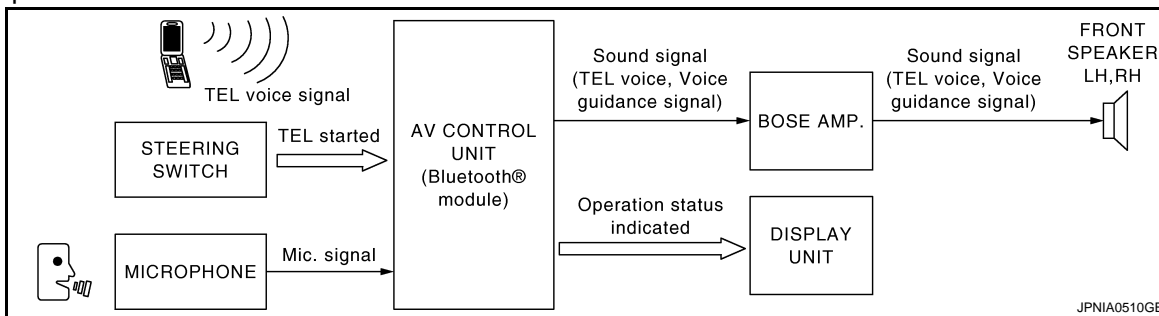 TEL voice signal
STEERING
SWITCH
TEL started
MICROPHONE
Mic. signal
AV CONTROL
UNIT
(Bluetooth®
module)
Sound signal
(TEL voice, Voice
guidance signal)
BOSE AMP.
Sound signal
(TEL voice, Voice
guidance signal)
FRONT
SPEAKER
LH,RH
Operation status
indicated
DISPLAY
UNIT